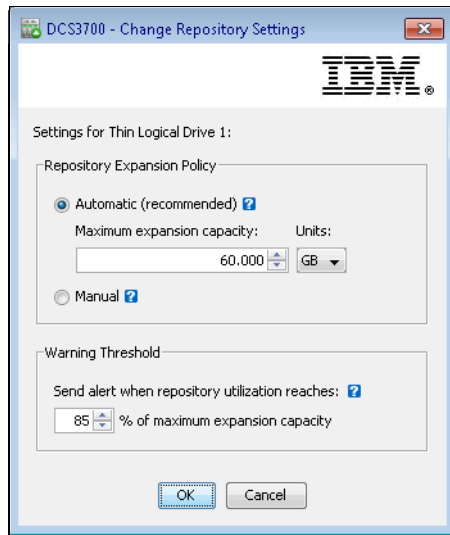 DCS3700 - Change Repository Settings
IBM®
Settings for Thin Logical Drive 1:
Repository Expansion Policy
Automatic (recommended) ?
Maximum expansion capacity: Units:
60.000 GB
Manual ?
Warning Threshold
Send alert when repository utilization reaches: ?
85 % of maximum expansion capacity
OK Cancel